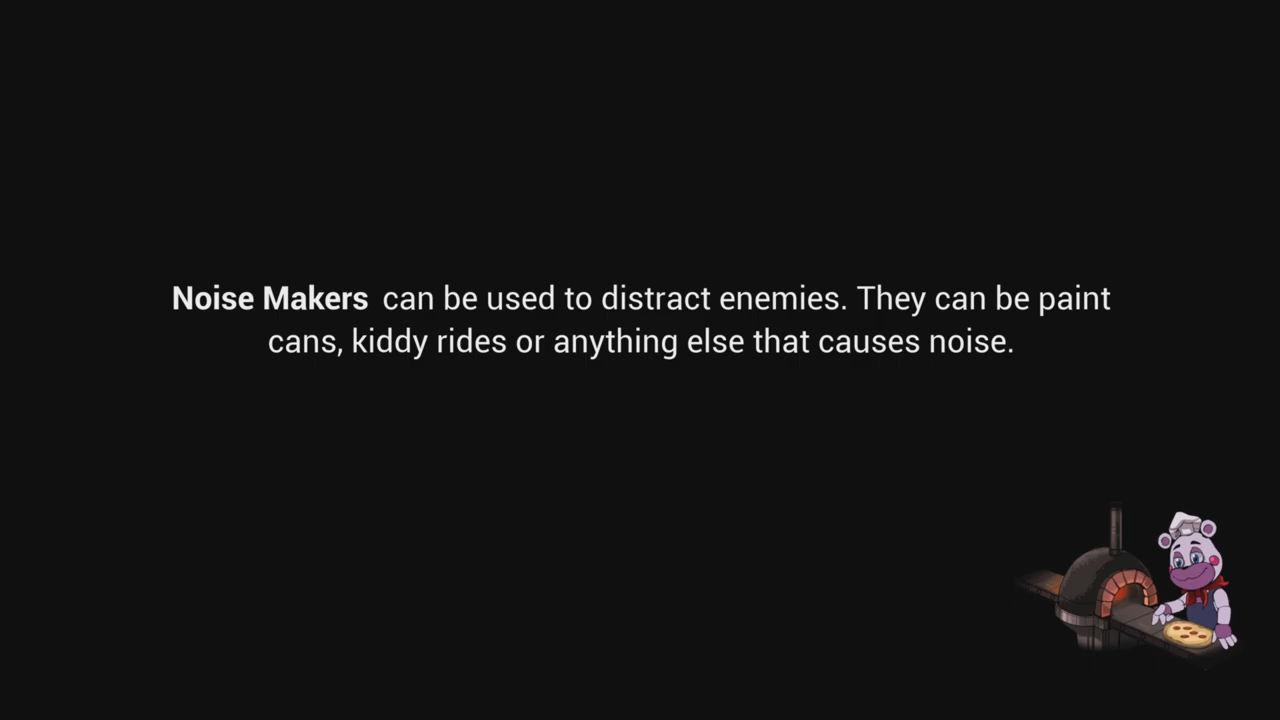 Noise Makers can be used to distract enemies. They can be paint
cans, kiddy rides or anything else that causes noise.